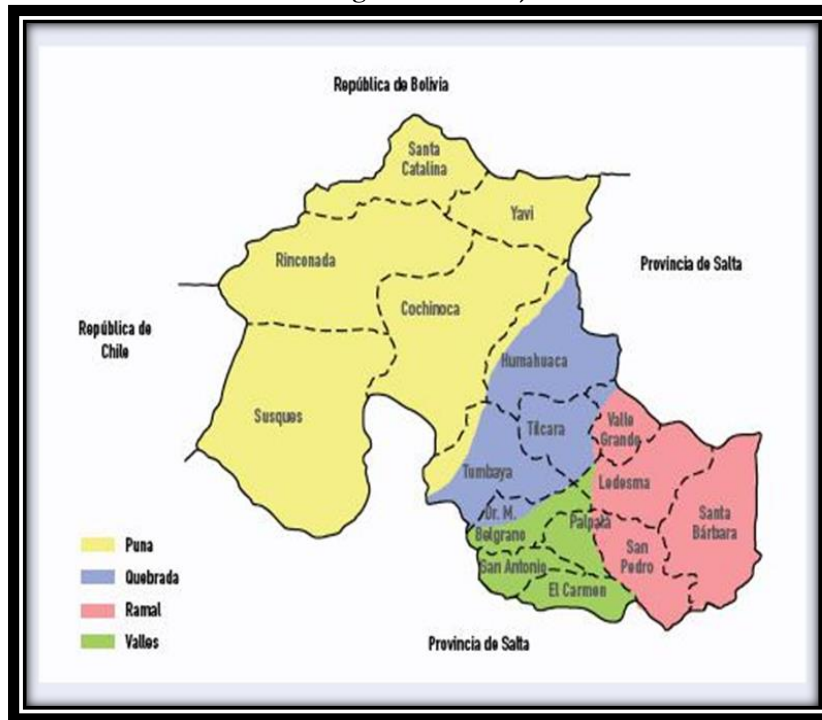 República de Bolivia
Santa
Catalina
Yavi
Rinconada
Provincia de Salta
Cochinoca
República de
Chile
Humahuaca
Susques
Tilcara
Valle
Grande
Tumbaya
Ledesma
Dr. M.
Belgrano
Palpalá
Santa
Bárbara
San
Pedro
San Antonio
El Carmen
Puna
Quebrada
Ramal
Valles
Provincia de Salta